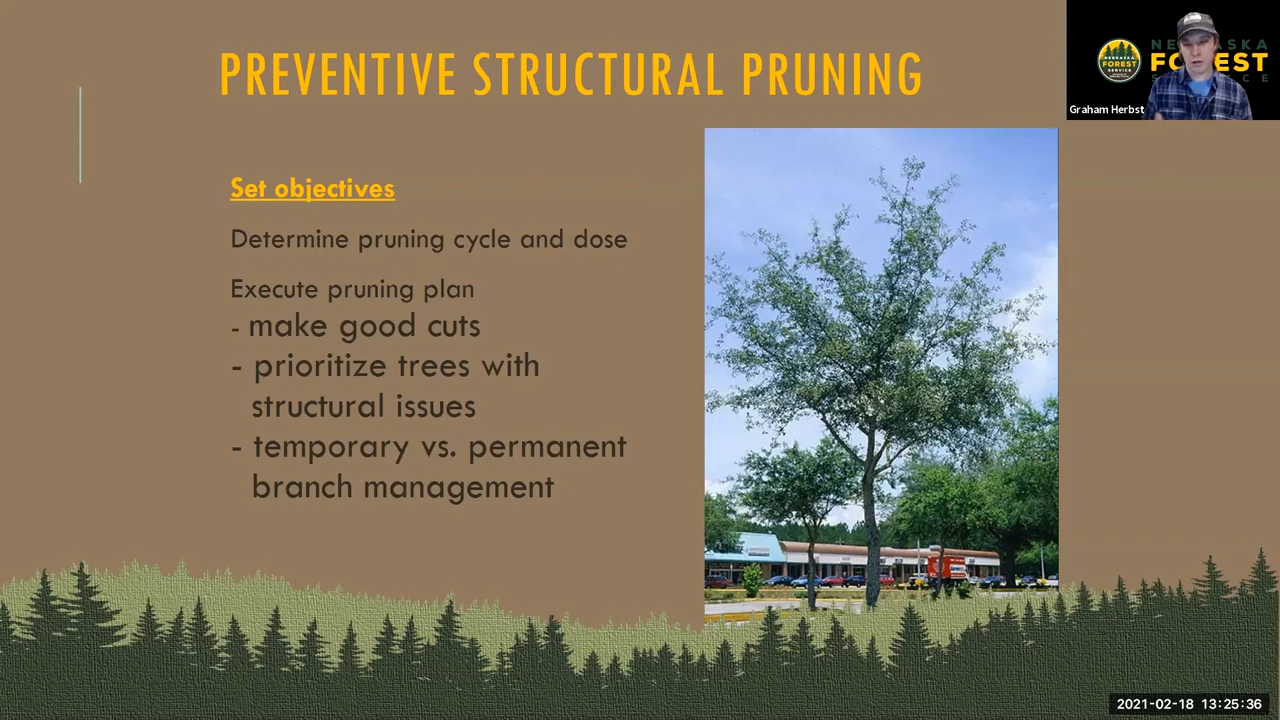 PREVENTIVE STRUCTURAL PRUNING
Set objectives
Determine pruning cycle and dose
Execute pruning plan
- make good cuts
- prioritize trees with
structural issues
- temporary vs. permanent
branch management
FOREST
Graham Herbst
2021-02-18 13:25:36